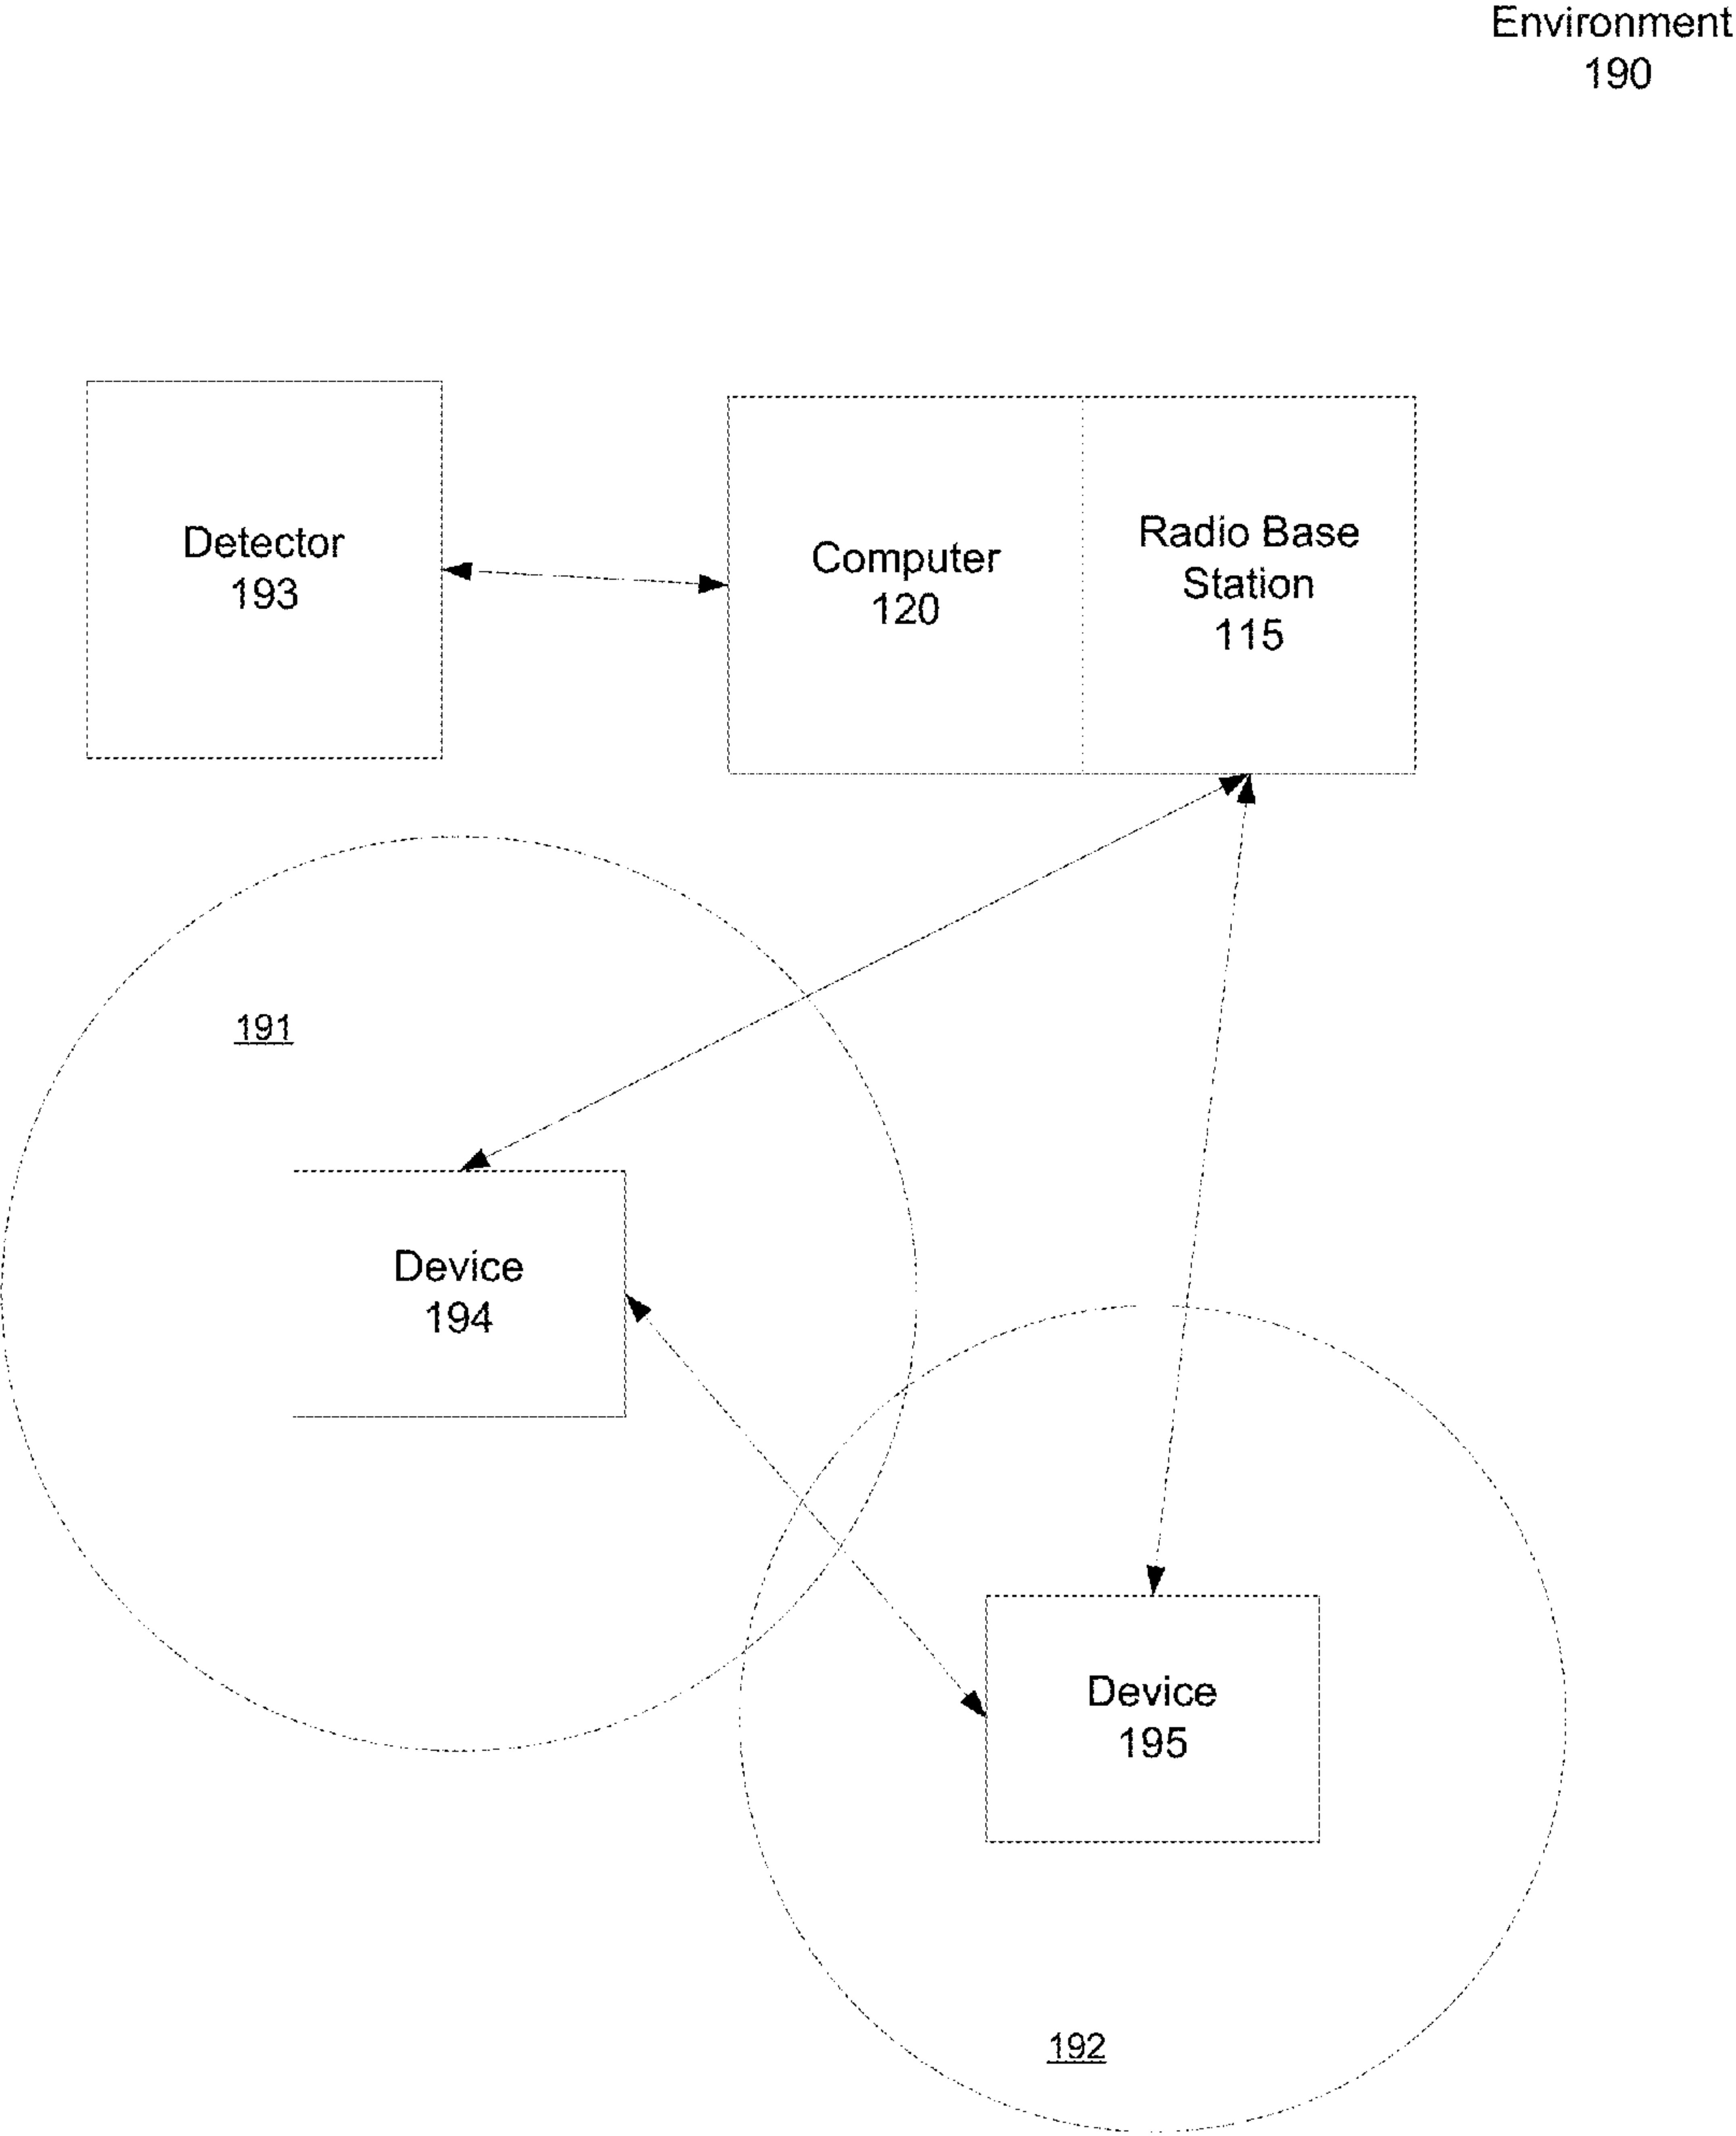 Environment
190
Detector
193
Computer
120
Radio Base
Station
115
191
Device
194
Device
195
192